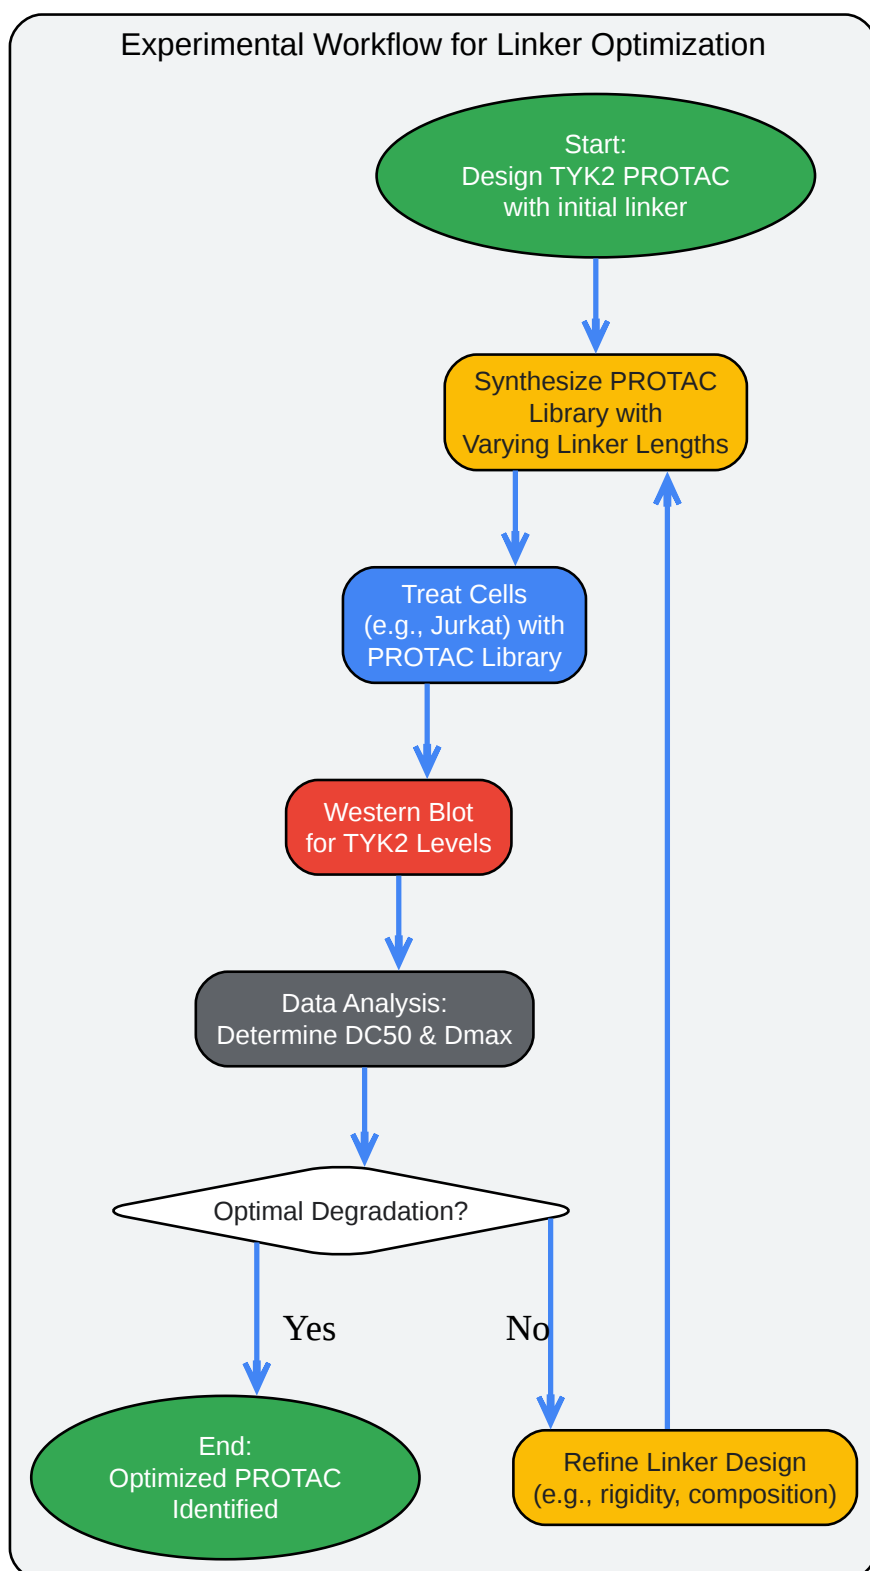 Experimental Workflow for Linker Optimization
Start:
Design TYK2 PROTAC
with initial linker
Synthesize PROTAC
Library with
Varying Linker Lengths
Treat Cells
(e.g., Jurkat) with
PROTAC Library
Western Blot
for TYK2 Levels
Data Analysis:
Determine DC50 & Dmax
Optimal Degradation?
Yes
No
End:
Optimized PROTAC
Identified
Refine Linker Design
(e.g., rigidity, composition)